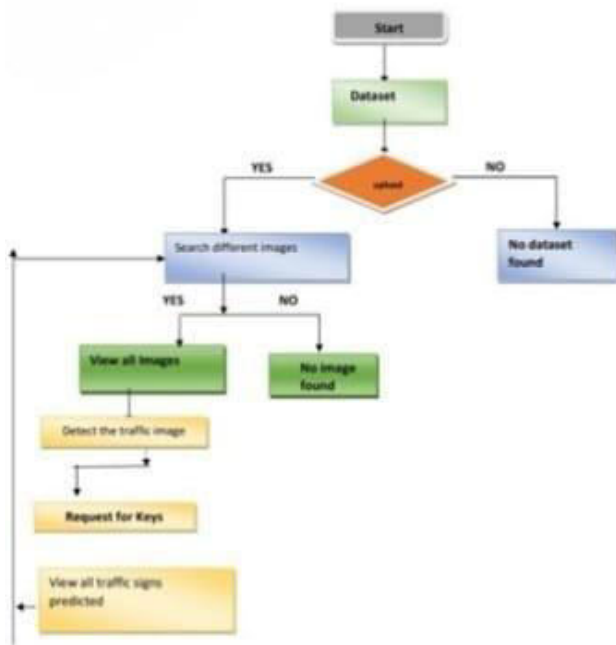 Start
Dataset
YES
NO
upload
Search different images
No dataset
found
YES
NO
View all Images
No image
found
Detect the traffic image
Request for Keys
View all traffic signs
predicted